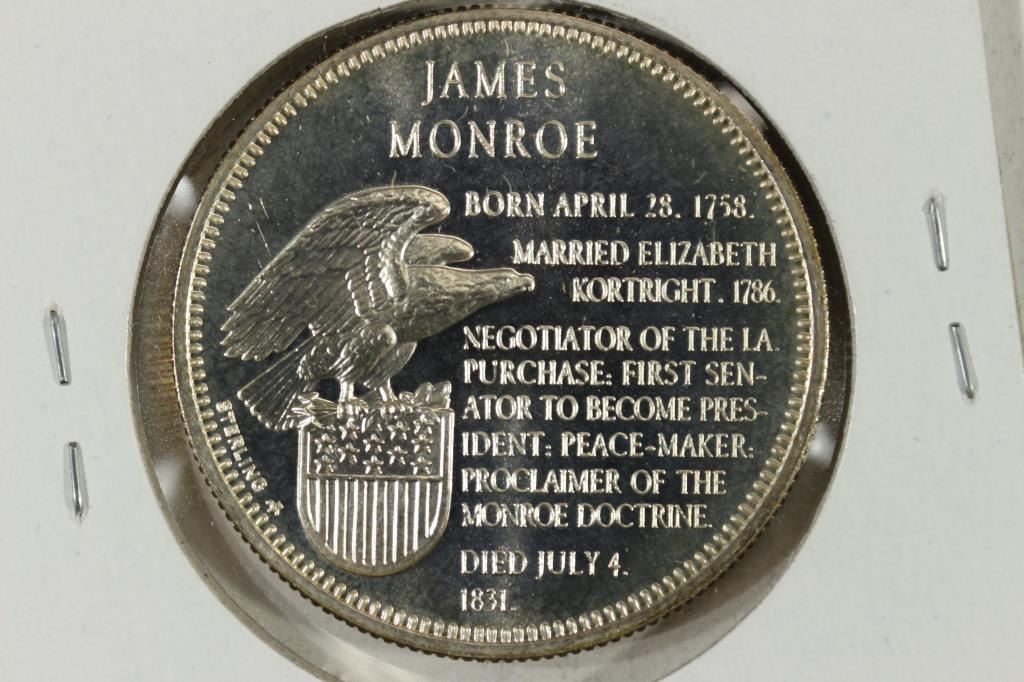 JAMES
MONROE
BORN APRIL 28. 1758.
MARRIED ELIZABETH
KORTRIGHT. 1786.
NEGOTIATOR OF THE LA.
PURCHASE; FIRST SEN-
ATOR TO BECOME PRES-
IDENT; PEACE-MAKER;
PROCLAIMER OF THE
MONROE DOCTRINE.
DIED JULY 4.
1831.
STERLING